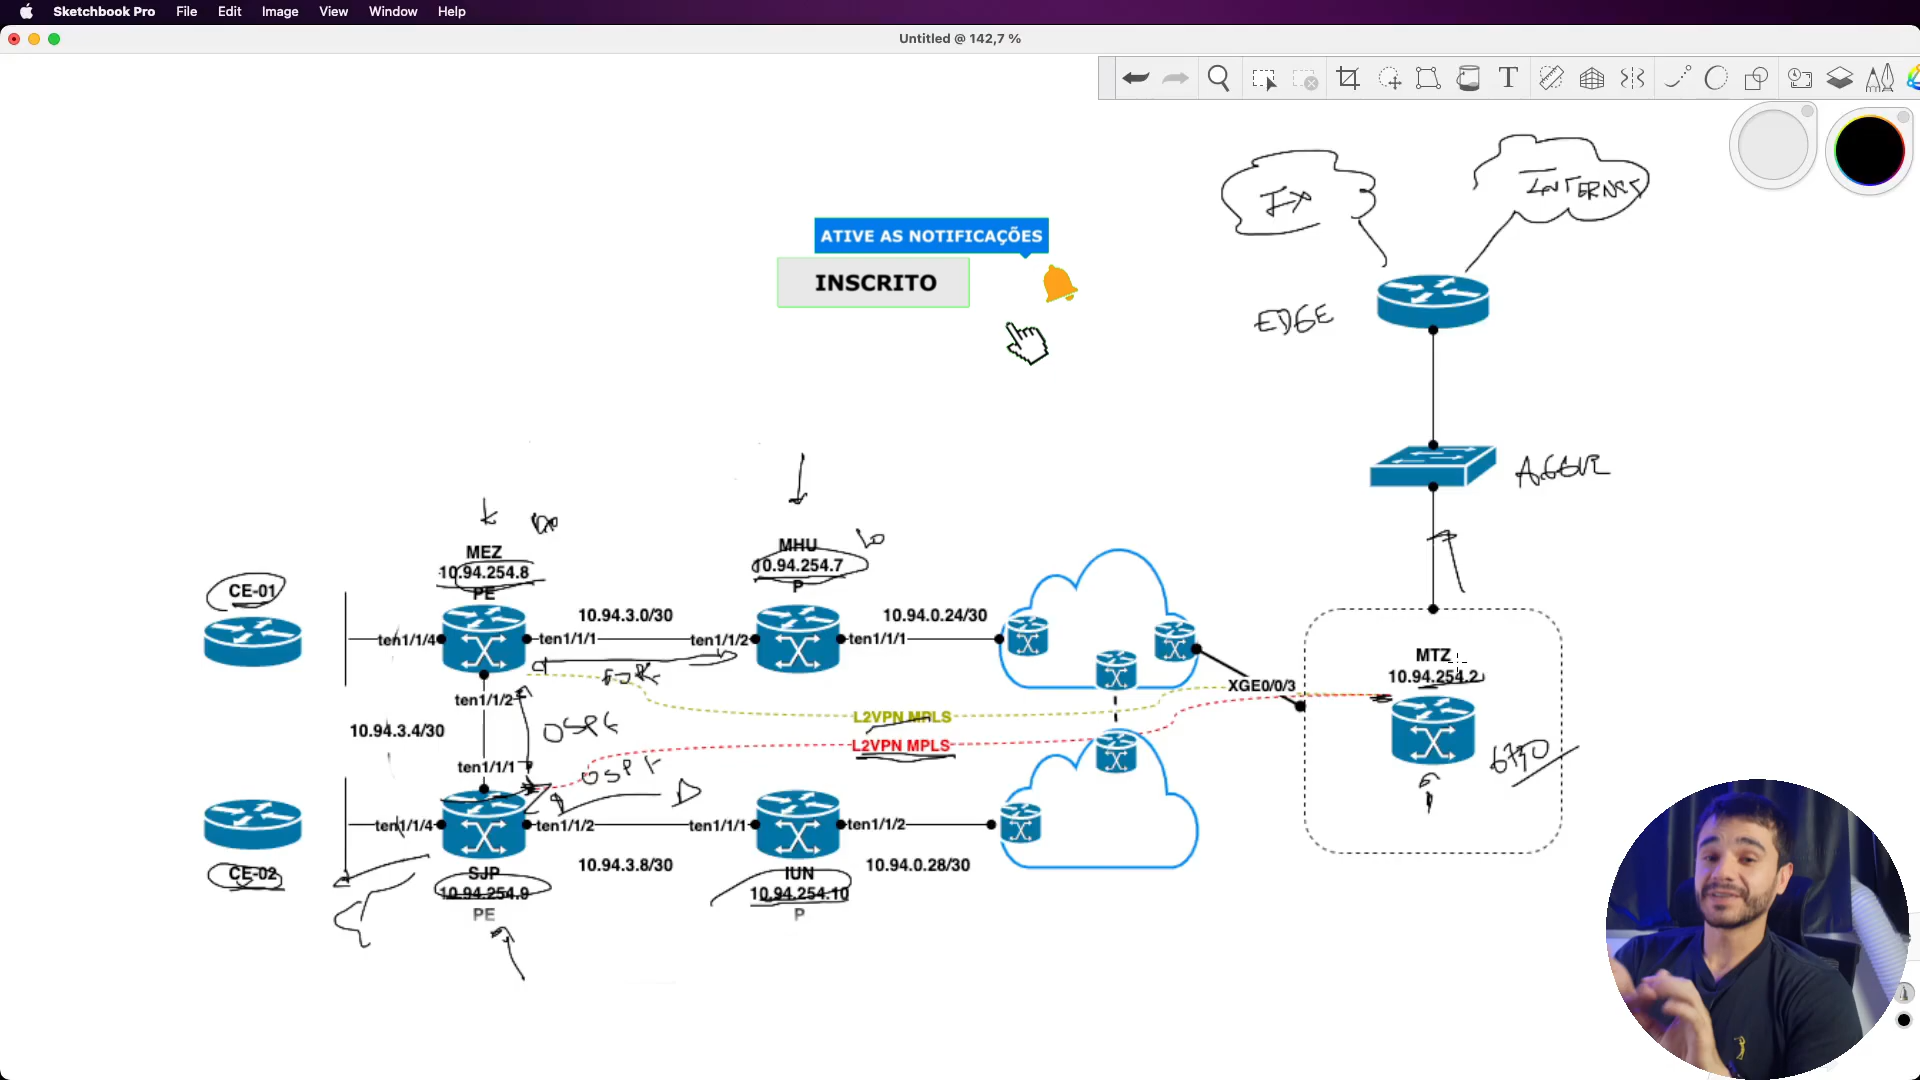 Sketchbook Pro File Edit Image View Window Help
Untitled @ 142,7 %
ATIVE AS NOTIFICAÇÕES
INSCRITO
IX
INTERNET
EDGE
AGGR
MEZ
10.94.254.8
PE
MHU
10.94.254.7
P
LO
CE-01
ten1/1/4
ten1/1/1
10.94.3.0/30
ten1/1/2
ten1/1/1
10.94.0.24/30
XGE0/0/3
MTZ
10.94.254.2
6730
ten1/1/2
10.94.3.4/30
ten1/1/1
OSPF
OSPF
L2VPN MPLS
L2VPN MPLS
CE-02
ten1/1/4
ten1/1/2
10.94.3.8/30
ten1/1/1
ten1/1/2
10.94.0.28/30
SJP
10.94.254.9
PE
IUN
10.94.254.10
P